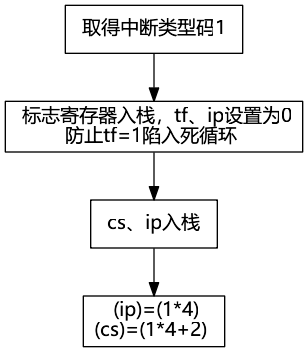 取得中断类型码1
标志寄存器入栈，tf、ip设置为0
防止tf=1陷入死循环
cs、ip入栈
(ip)=(1*4)
(cs)=(1*4+2)